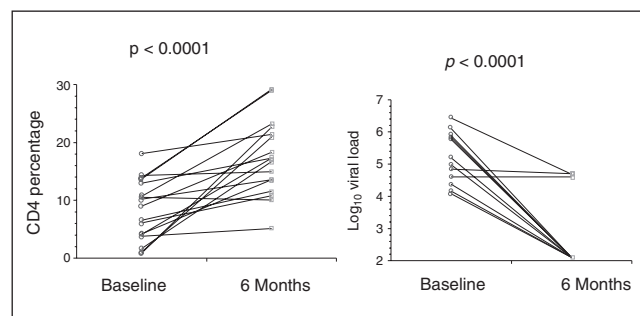 p < 0.0001
CD4 percentage
30
20
10
0
Baseline
6 Months
p < 0.0001
Log10 viral load
7
6
5
4
3
2
Baseline
6 Months